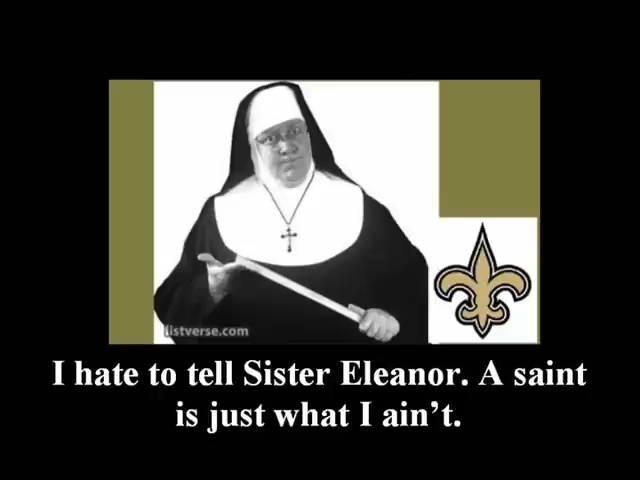 listverse.com
I hate to tell Sister Eleanor. A saint
is just what I ain’t.